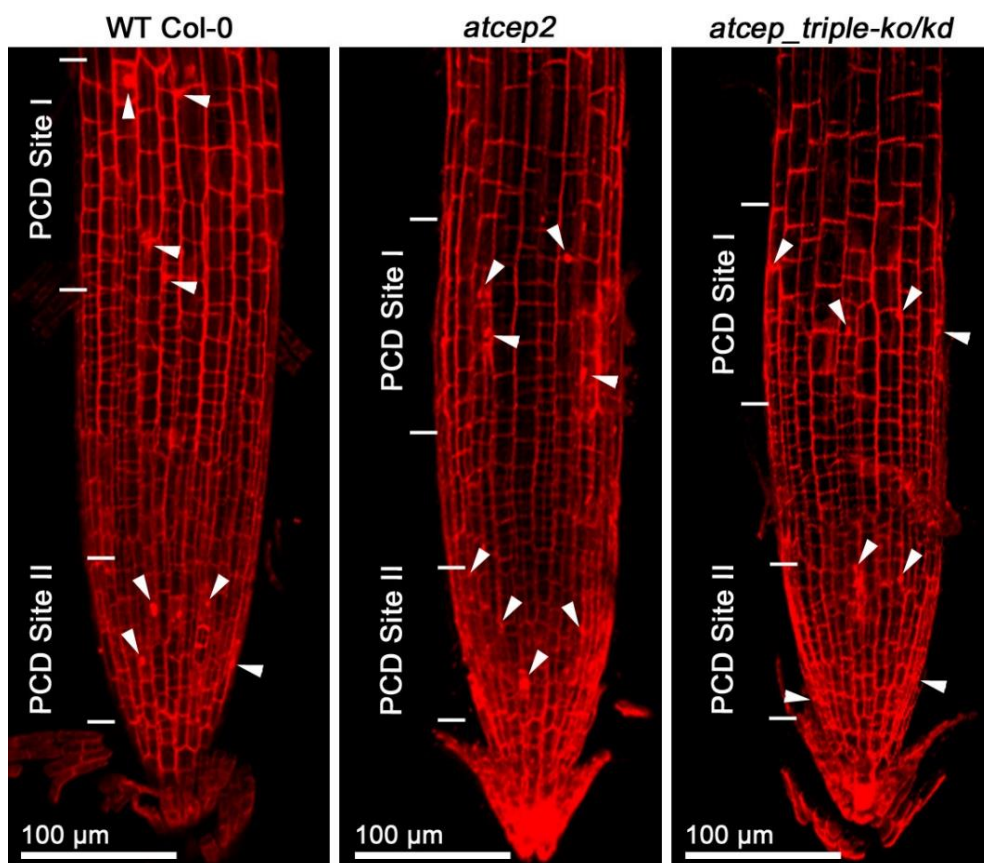 WT Col-0
atcep2
atcep_triple-ko/kd
PCD Site I
PCD Site II
100 µm
PCD Site I
PCD Site II
100 µm
PCD Site I
PCD Site II
100 µm